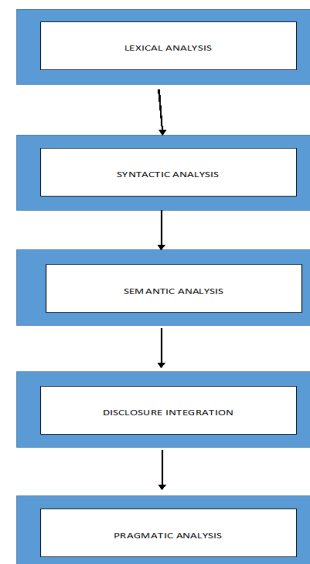 LEXICAL ANALYSIS
SYNTACTIC ANALYSIS
SEMANTIC ANALYSIS
DISCLOSURE INTEGRATION
PRAGMATIC ANALYSIS